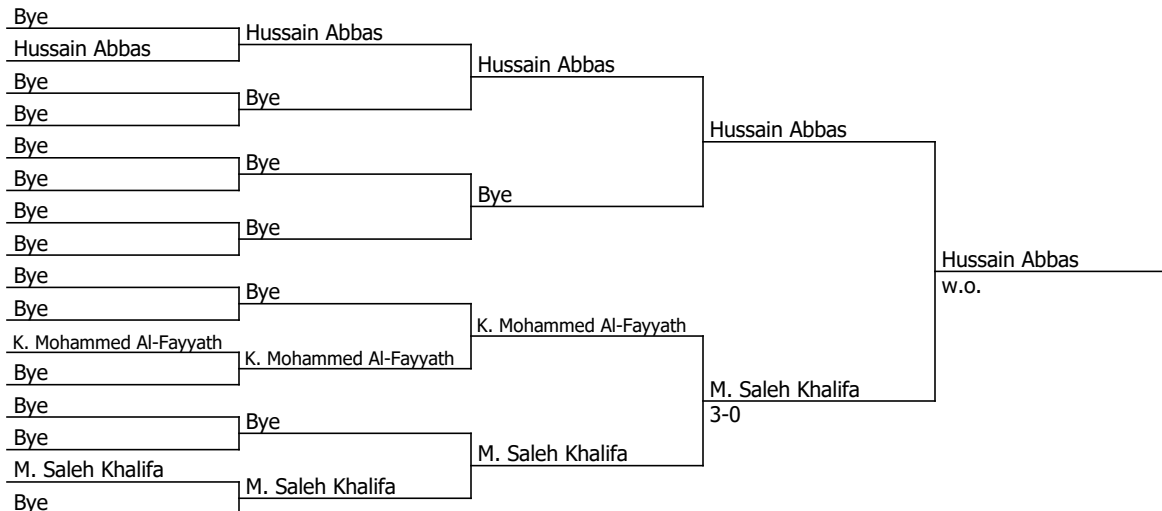 Bye
Hussain Abbas
Bye
Bye
Bye
Bye
Bye
Bye
Bye
Bye
K. Mohammed Al-Fayyath
Bye
Bye
Bye
M. Saleh Khalifa
Bye
Hussain Abbas
Bye
Bye
Bye
Bye
K. Mohammed Al-Fayyath
Bye
M. Saleh Khalifa
Hussain Abbas
Bye
K. Mohammed Al-Fayyath
M. Saleh Khalifa
Hussain Abbas
M. Saleh Khalifa
3-0
Hussain Abbas
w.o.